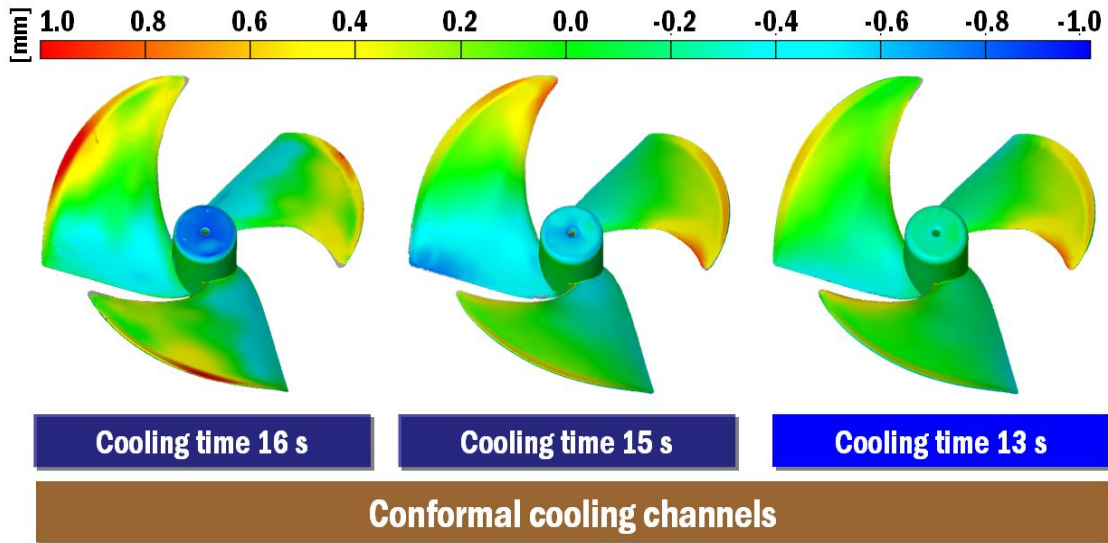 [mm]
1.0 0.8 0.6 0.4 0.2 0.0 -0.2 -0.4 -0.6 -0.8 -1.0
Cooling time 16 s Cooling time 15 s Cooling time 13 s
Conformal cooling channels